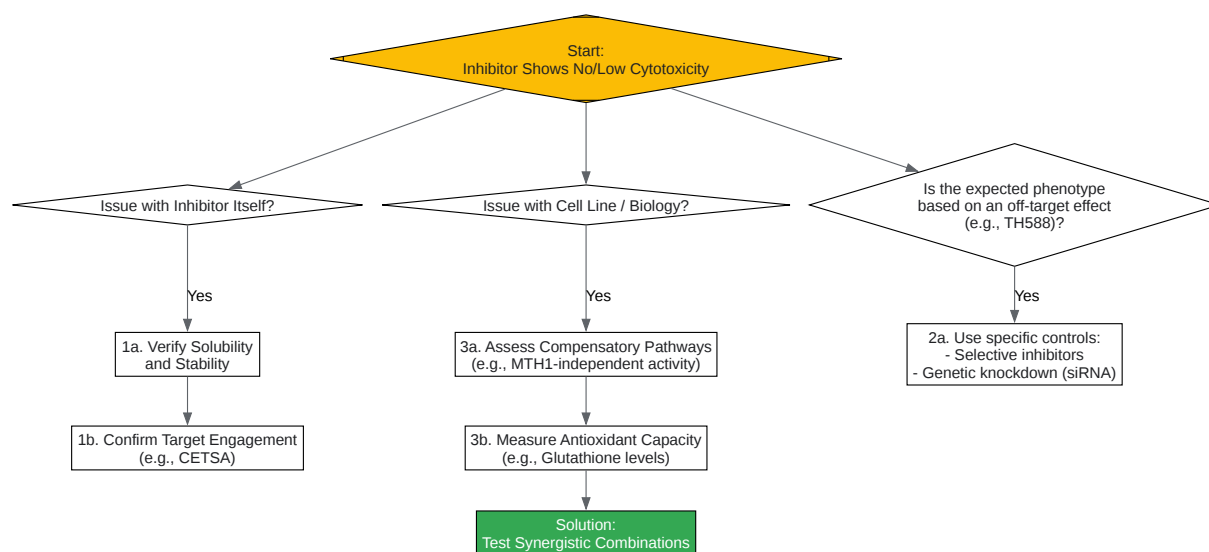 Start:
Inhibitor Shows No/Low Cytotoxicity
Issue with Inhibitor Itself?
Issue with Cell Line / Biology?
Is the expected phenotype
based on an off-target effect
(e.g., TH588)?
Yes
Yes
Yes
1a. Verify Solubility
and Stability
3a. Assess Compensatory Pathways
(e.g., MTH1-independent activity)
2a. Use specific controls:
- Selective inhibitors
- Genetic knockdown (siRNA)
1b. Confirm Target Engagement
(e.g., CETSA)
3b. Measure Antioxidant Capacity
(e.g., Glutathione levels)
Solution:
Test Synergistic Combinations